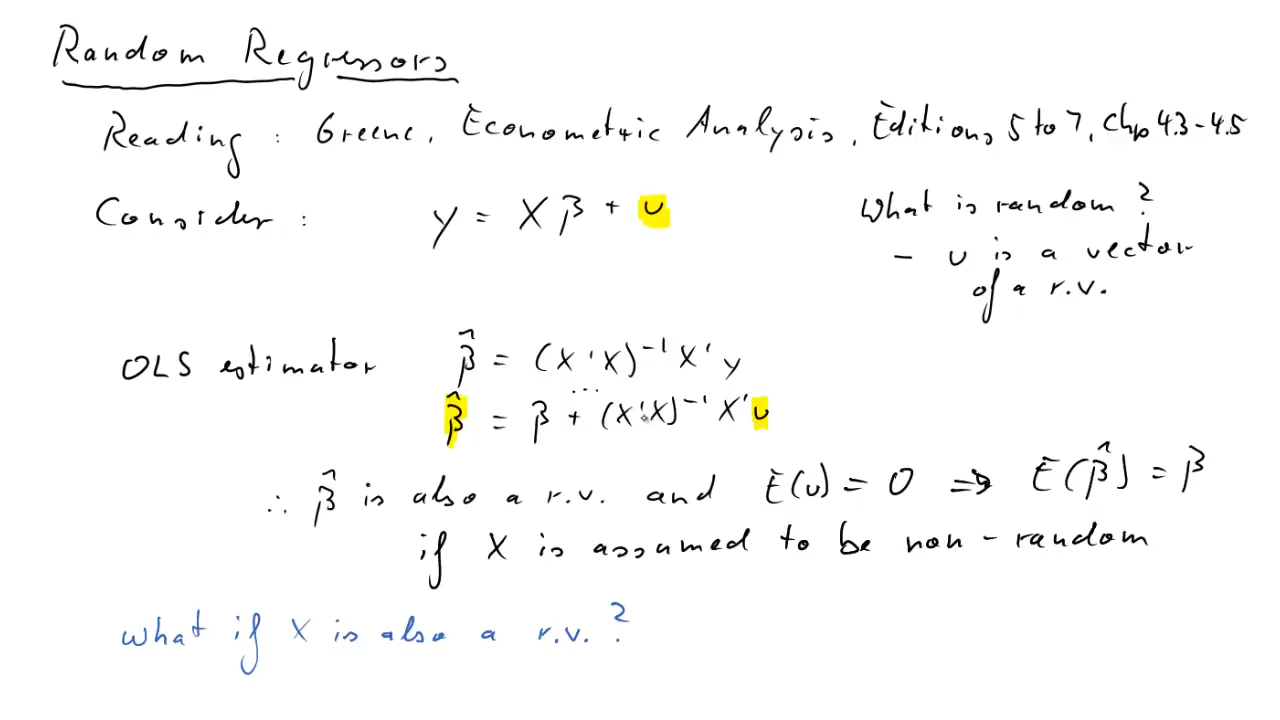 Random Regressors
Reading : Greene, Econometric Analysis, Editions 5 to 7, Chp 4.3-4.5
Consider : y = Xβ + u
What is random?
- u is a vector
of a r.v.
OLS estimator β̂ = (X'X)⁻¹X'y
...
β̂ = β + (X'X)⁻¹X'u
∴ β̂ is also a r.v. and E(u) = 0 ⇒ E(β̂) = β
if X is assumed to be non-random
What if X is also a r.v.?